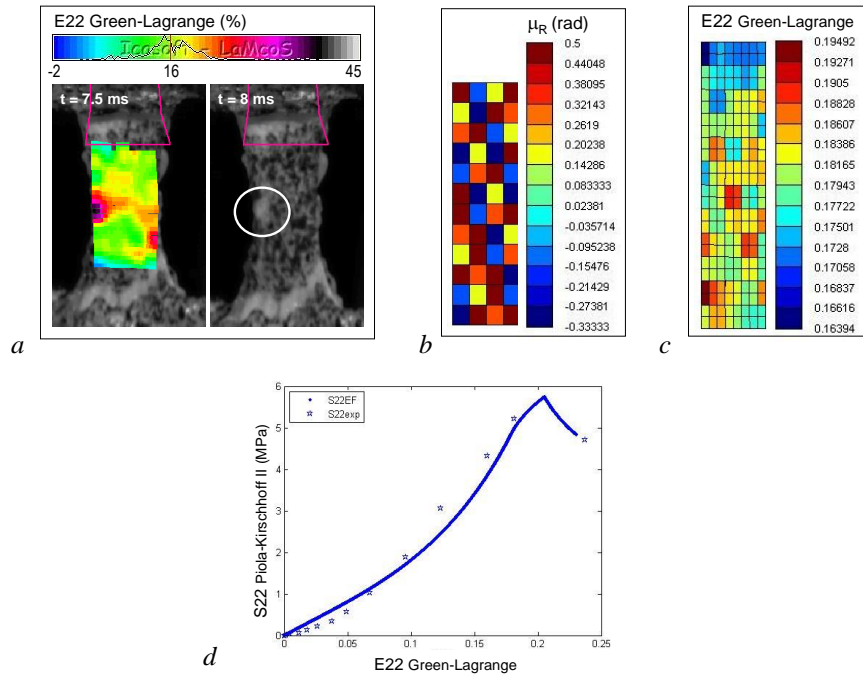 E22 Green-Lagrange (%)
Icasoft - LaMcoS
-2 16 45
t = 7.5 ms
t = 8 ms
a
μR (rad)
0.5
0.44048
0.38095
0.32143
0.2619
0.20238
0.14286
0.083333
0.02381
-0.035714
-0.095238
-0.15476
-0.21429
-0.27381
-0.33333
b
E22 Green-Lagrange
0.19492
0.19271
0.1905
0.18828
0.18607
0.18386
0.18165
0.17943
0.17722
0.17501
0.1728
0.17058
0.16837
0.16616
0.16394
c
S22 Piola-Kirschhoff II (MPa)
6
5
4
3
2
1
0
S22EF
S22exp
0 0.05 0.1 0.15 0.2 0.25
E22 Green-Lagrange
d